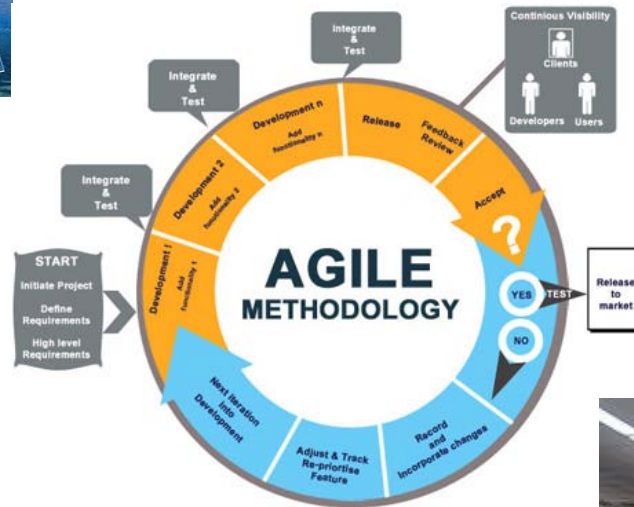 Continious Visibility
Clients
Developers
Users
Integrate
&
Test
Integrate
&
Test
Integrate
&
Test
START
Initiate Project
Define
Requirements
High level
Requirements
Development 1
Add
functionality 1
Development 2
Add
functionality 2
Development n
Add
functionality n
Release
Feedback
Review
Accept
?
AGILE
METHODOLOGY
YES
TEST
Release
to
market
NO
Record
and
Incorporate changes
Adjust & Track
Re-priortise
Feature
Next iteration
into
Development